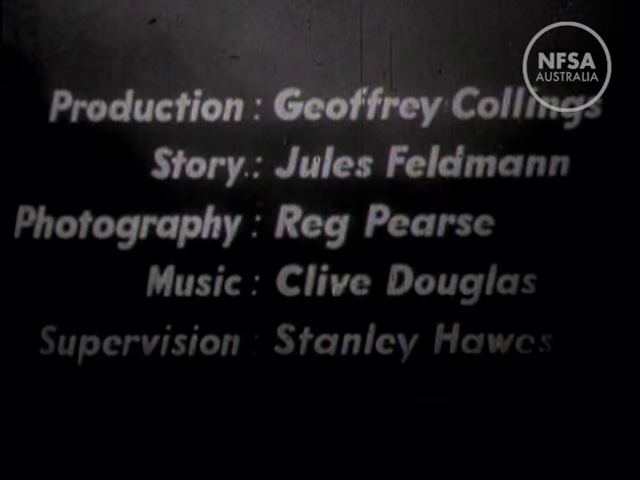 NFSA
AUSTRALIA
Production : Geoffrey Collings
Story : Jules Feldmann
Photography : Reg Pearse
Music : Clive Douglas
Supervision : Stanley Hawes